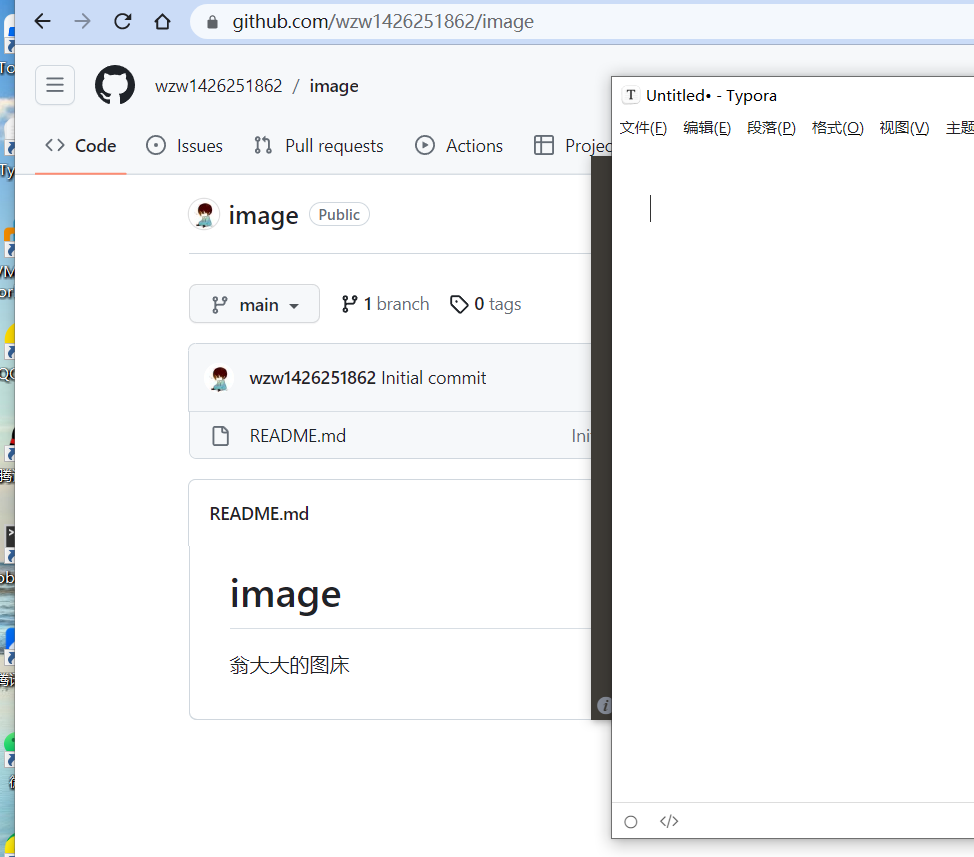 github.com/wzw1426251862/image
wzw1426251862 / image
Code Issues Pull requests Actions Projec
image Public
main 1 branch 0 tags
wzw1426251862 Initial commit
README.md Ini
README.md
image
翁大大的图床
Untitled• - Typora
文件(F) 编辑(E) 段落(P) 格式(O) 视图(V) 主题
</>